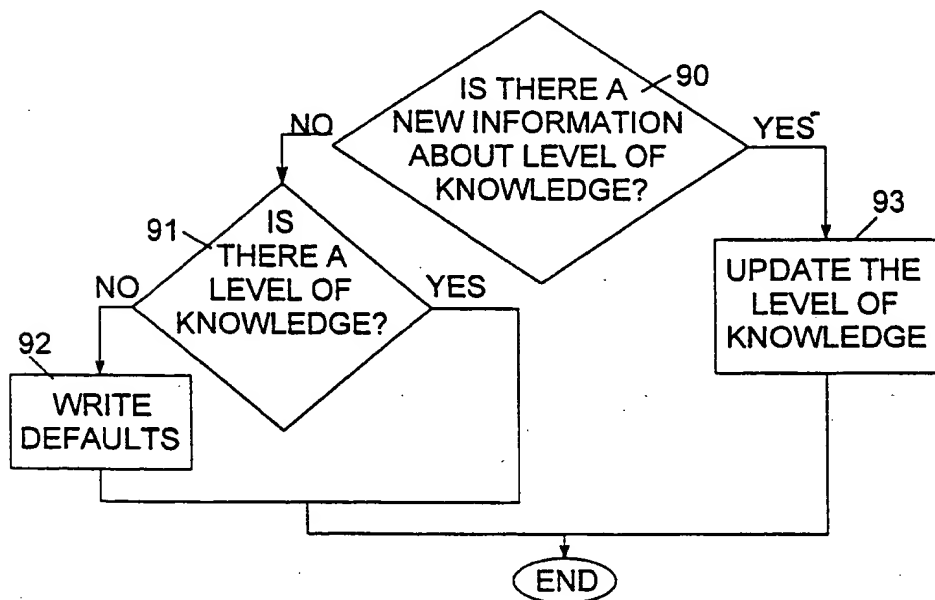 90
IS THERE A
NEW INFORMATION
ABOUT LEVEL OF
KNOWLEDGE?
NO
YES
91
IS
THERE A
LEVEL OF
KNOWLEDGE?
NO
YES
93
UPDATE THE
LEVEL OF
KNOWLEDGE
92
WRITE
DEFAULTS
END